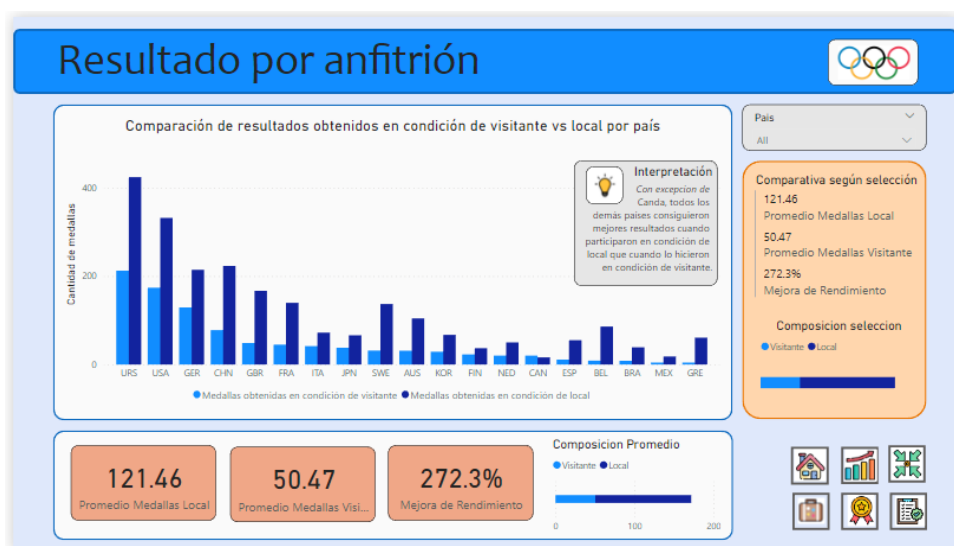 Resultado por anfitrión
Comparación de resultados obtenidos en condición de visitante vs local por país
Cantidad de medallas
400
200
0
URS USA GER CHN GBR FRA ITA JPN SWE AUS KOR FIN NED CAN ESP BEL BRA MEX GRE
Medallas obtenidas en condición de visitante Medallas obtenidas en condición de local
Interpretación
Con excepcion de
Canda, todos los
demás paises consiguieron
mejores resultados cuando
participaron en condición de
local que cuando lo hicieron
en condición de visitante.
Pais
All
Comparativa según selección
121.46
Promedio Medallas Local
50.47
Promedio Medallas Visitante
272.3%
Mejora de Rendimiento
Composicion seleccion
Visitante Local
121.46
Promedio Medallas Local
50.47
Promedio Medallas Visi...
272.3%
Mejora de Rendimiento
Composicion Promedio
Visitante Local
0 100 200